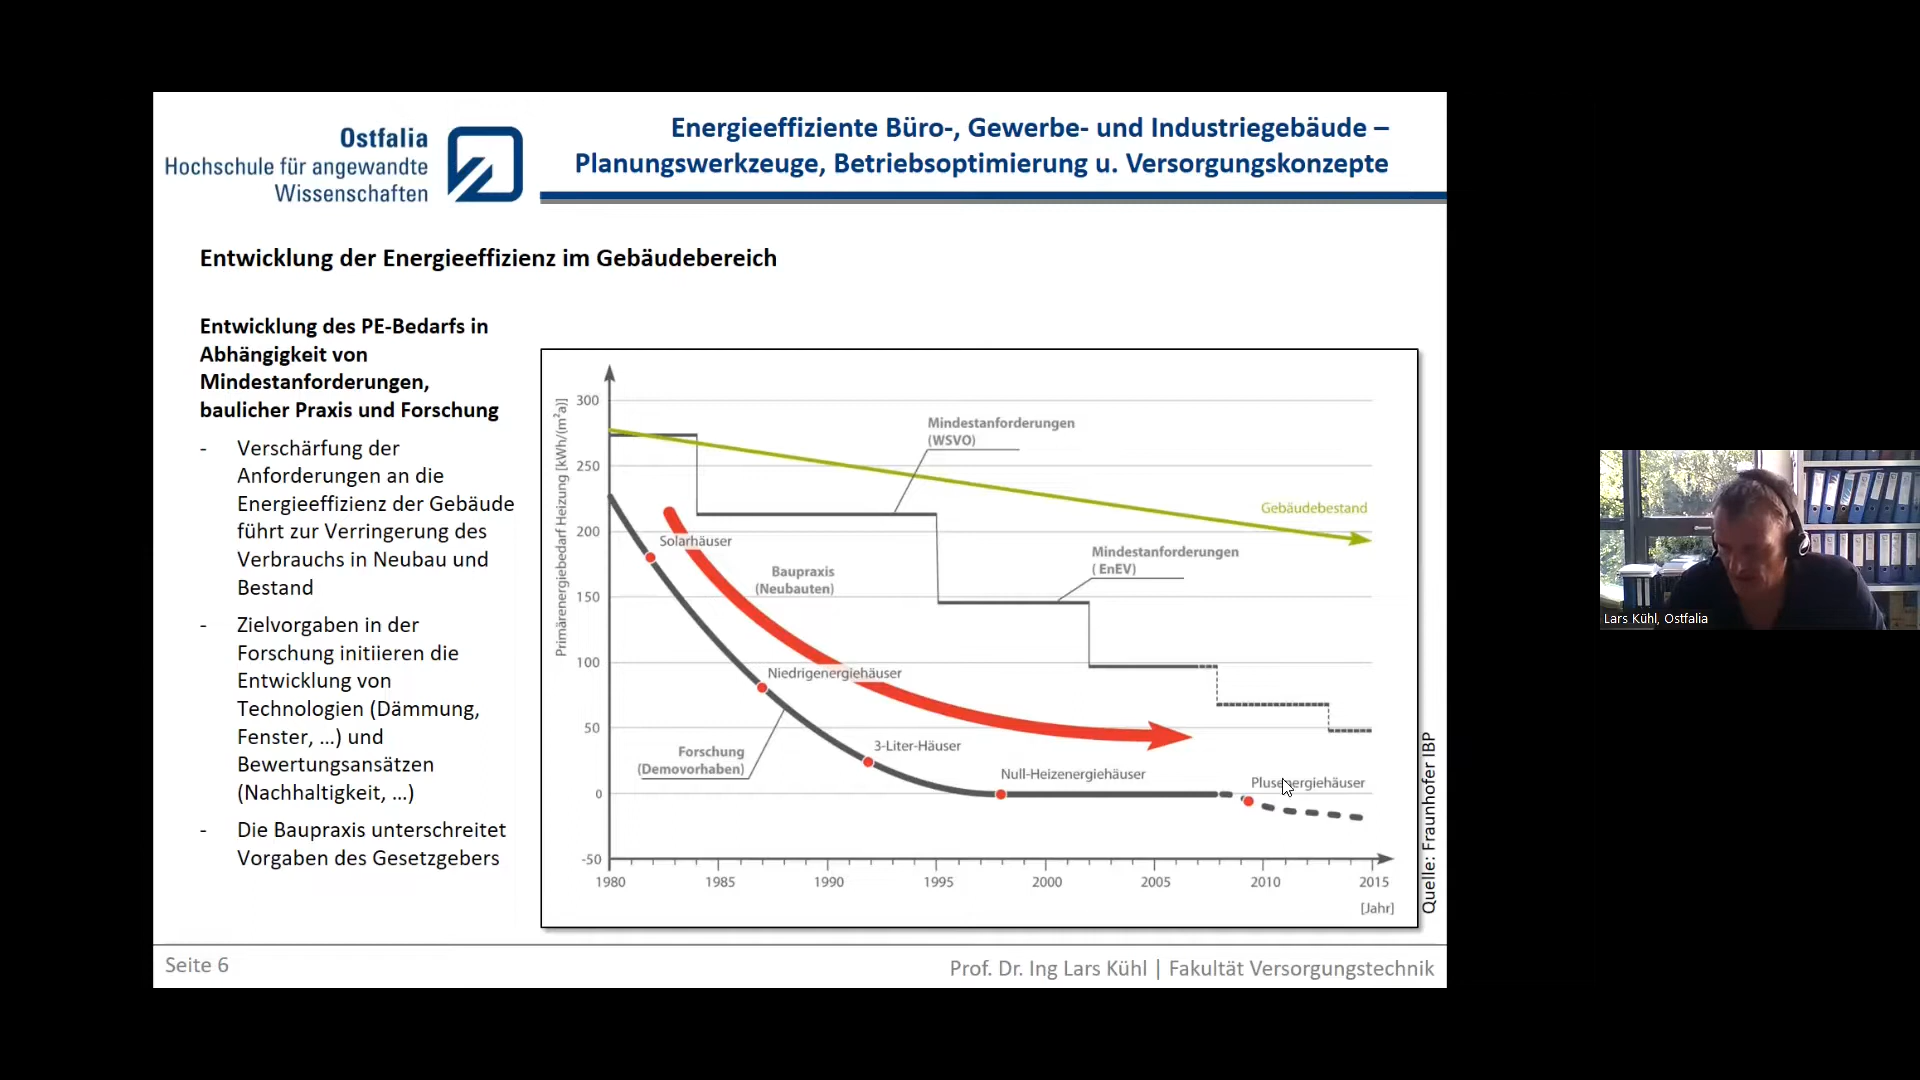 Ostfalia
Hochschule für angewandte
Wissenschaften
Energieeffiziente Büro-, Gewerbe- und Industriegebäude –
Planungswerkzeuge, Betriebsoptimierung u. Versorgungskonzepte
Entwicklung der Energieeffizienz im Gebäudebereich
Entwicklung des PE-Bedarfs in
Abhängigkeit von
Mindestanforderungen,
baulicher Praxis und Forschung
- Verschärfung der
Anforderungen an die
Energieeffizienz der Gebäude
führt zur Verringerung des
Verbrauchs in Neubau und
Bestand
- Zielvorgaben in der
Forschung initiieren die
Entwicklung von
Technologien (Dämmung,
Fenster, ...) und
Bewertungsansätzen
(Nachhaltigkeit, ...)
- Die Baupraxis unterschreitet
Vorgaben des Gesetzgebers
Primärenergiebedarf Heizung [kWh/(m²a)]
300
250
200
150
100
50
0
-50
Mindestanforderungen
(WSVO)
Gebäudebestand
Solarhäuser
Mindestanforderungen
( EnEV)
Baupraxis
(Neubauten)
Niedrigenergiehäuser
Forschung
(Demovorhaben)
3-Liter-Häuser
Null-Heizenergiehäuser
Plusenergiehäuser
1980 1985 1990 1995 2000 2005 2010 2015
[Jahr]
Quelle: Fraunhofer IBP
Seite 6
Prof. Dr. Ing Lars Kühl | Fakultät Versorgungstechnik
Lars Kühl, Ostfalia